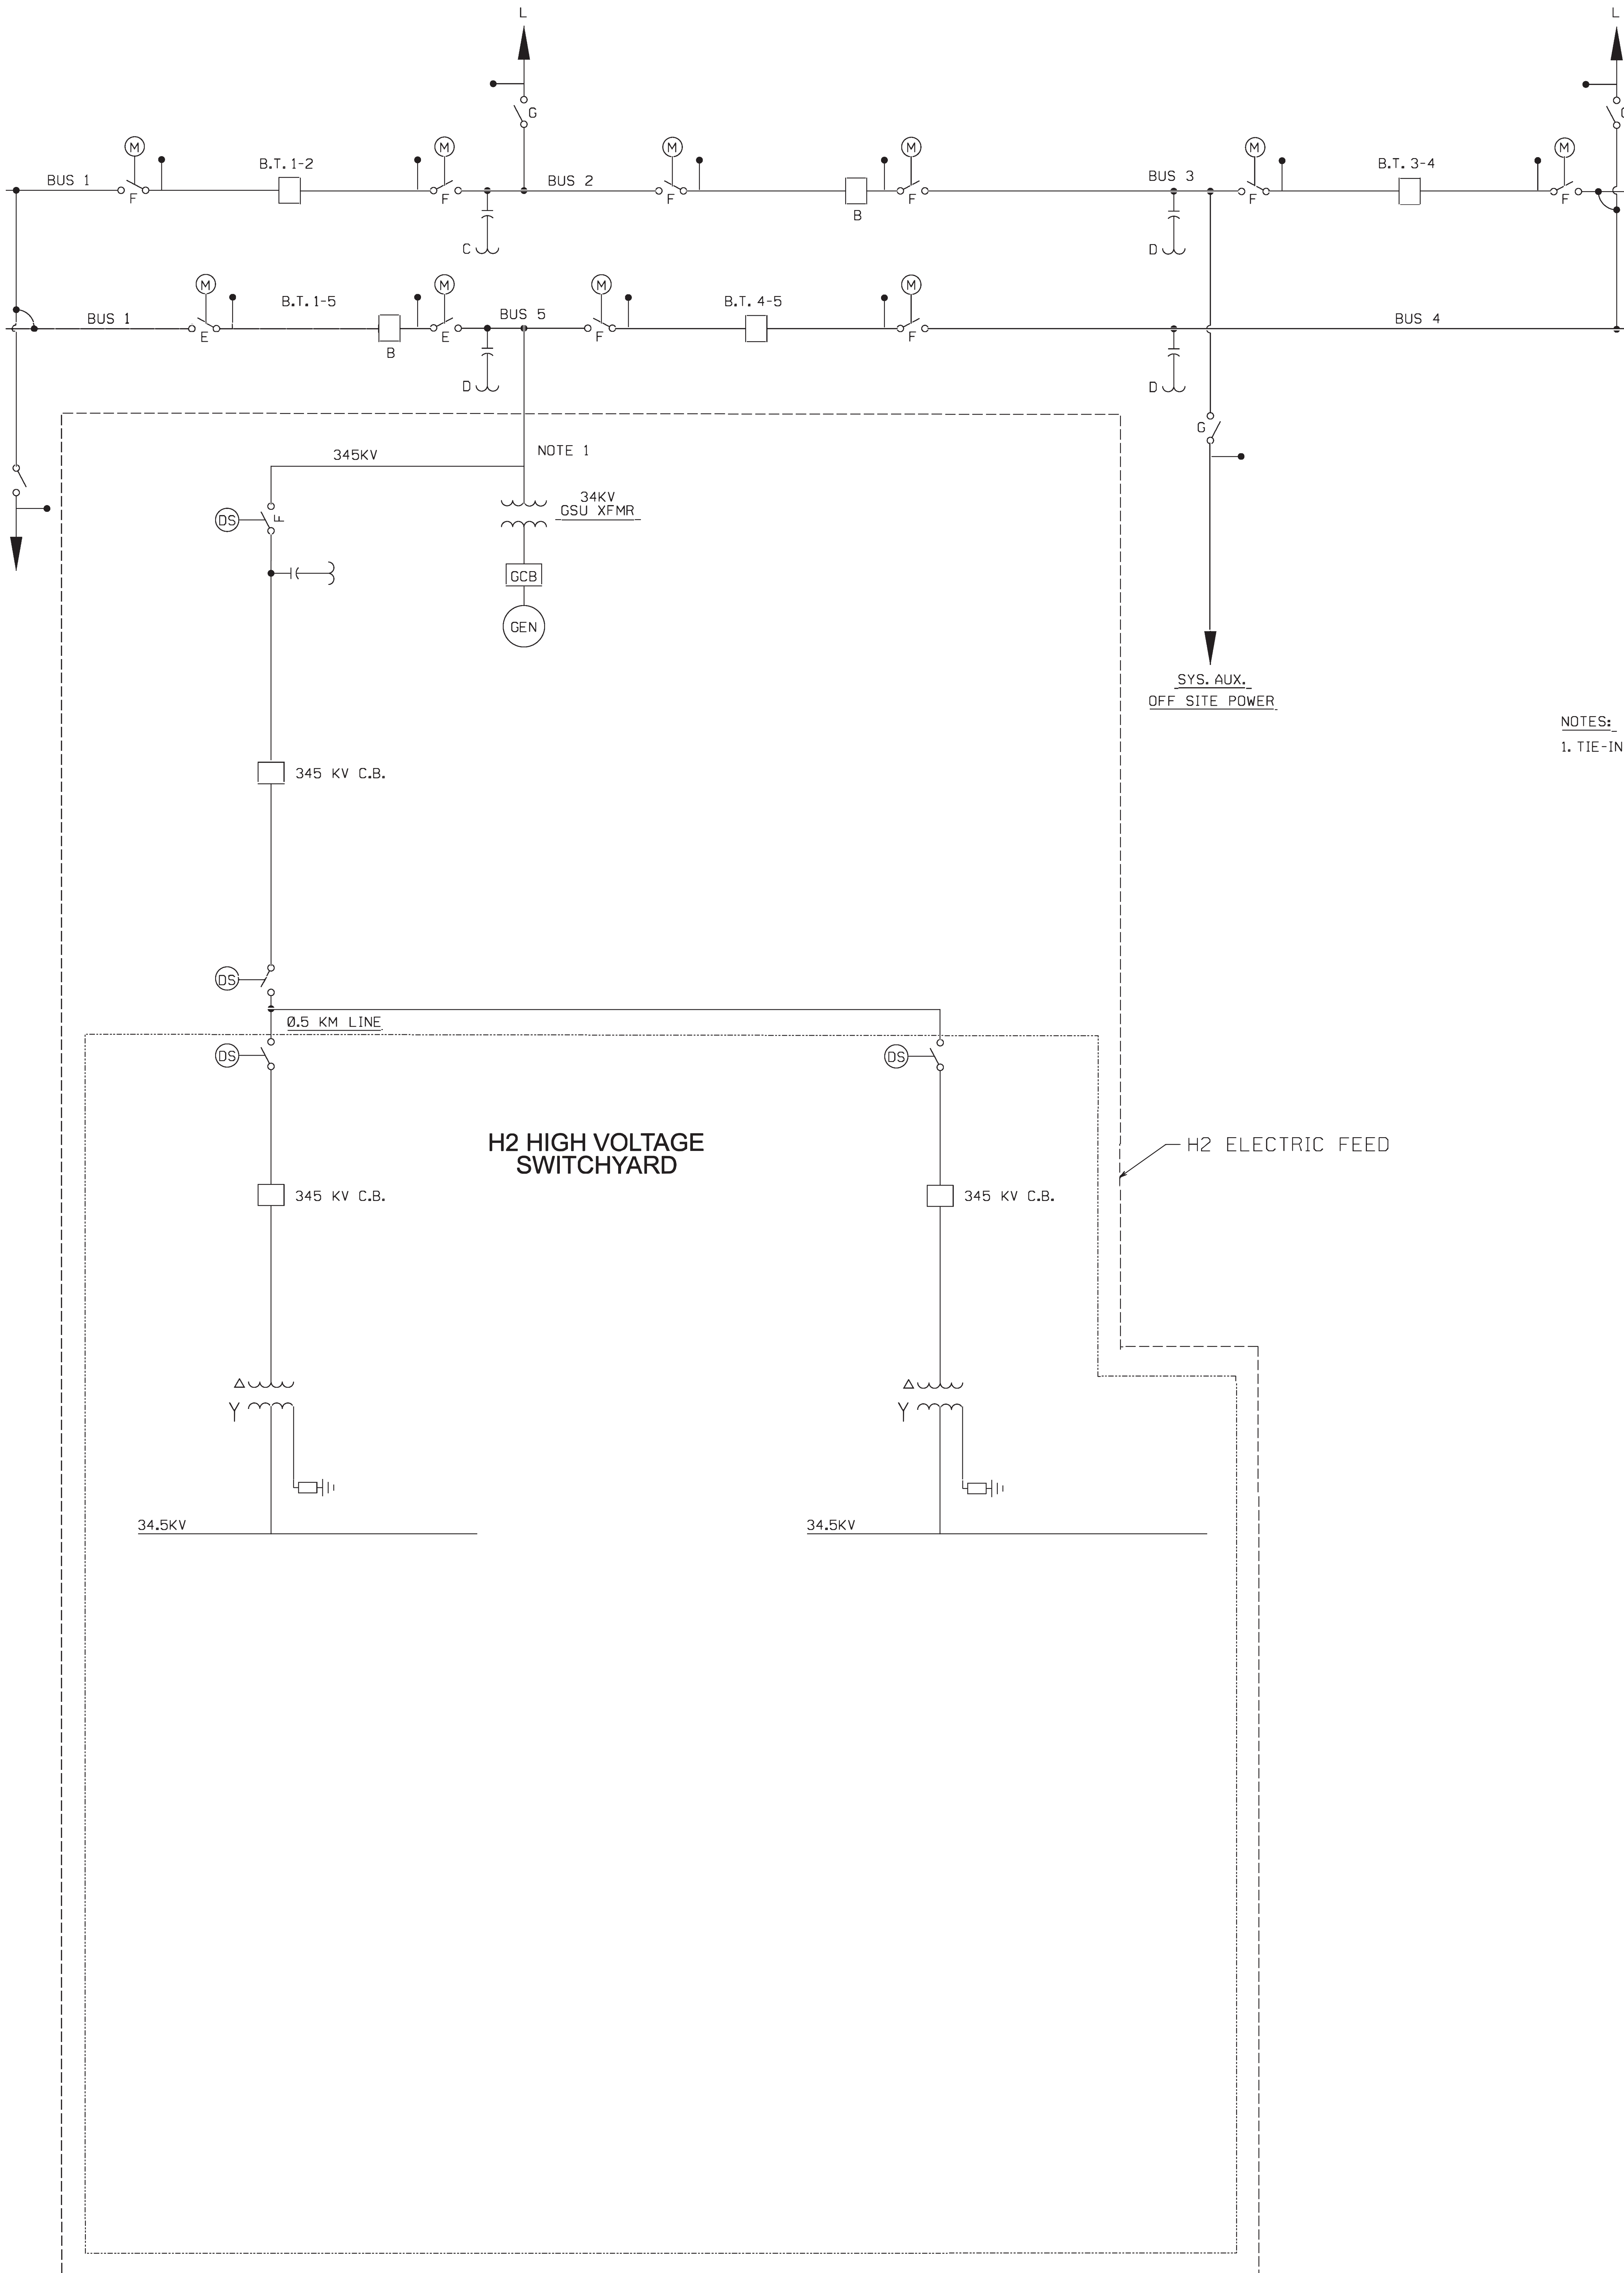 L
L
G
G
M
M
M
M
M
M
BUS 1
F
B.T. 1-2
F
BUS 2
F
B
F
BUS 3
F
B.T. 3-4
F
C
D
M
M
M
M
BUS 1
E
B.T. 1-5
B
E
BUS 5
F
B.T. 4-5
F
BUS 4
D
D
345KV
NOTE 1
G
DS
F
34KV
GSU XFMR
GCB
GEN
SYS. AUX.
OFF SITE POWER
NOTES:
1. TIE-IN
345 KV C.B.
DS
0.5 KM LINE
DS
DS
H2 HIGH VOLTAGE
SWITCHYARD
H2 ELECTRIC FEED
345 KV C.B.
345 KV C.B.
Δ
Δ
Y
Y
34.5KV
34.5KV